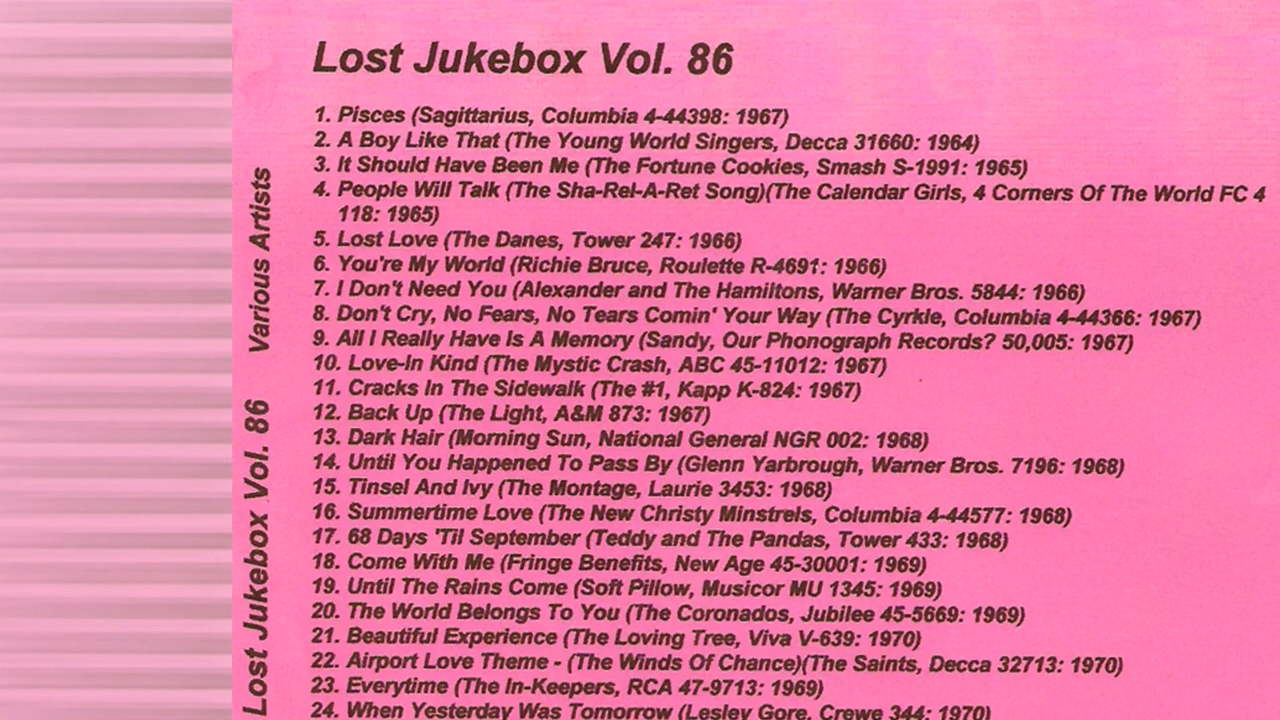 Lost Jukebox Vol. 86
1. Pisces (Sagittarius, Columbia 4-44398: 1967)
2. A Boy Like That (The Young World Singers, Decca 31660: 1964)
3. It Should Have Been Me (The Fortune Cookies, Smash S-1991: 1965)
4. People Will Talk (The Sha-Rel-A-Ret Song)(The Calendar Girls, 4 Corners Of The World FC 4
118: 1965)
5. Lost Love (The Danes, Tower 247: 1966)
6. You're My World (Richie Bruce, Roulette R-4691: 1966)
7. I Don't Need You (Alexander and The Hamiltons, Warner Bros. 5844: 1966)
8. Don't Cry, No Fears, No Tears Comin' Your Way (The Cyrkle, Columbia 4-44366: 1967)
9. All I Really Have Is A Memory (Sandy, Our Phonograph Records? 50,005: 1967)
10. Love-In Kind (The Mystic Crash, ABC 45-11012: 1967)
11. Cracks In The Sidewalk (The #1, Kapp K-824: 1967)
12. Back Up (The Light, A&M 873: 1967)
13. Dark Hair (Morning Sun, National General NGR 002: 1968)
14. Until You Happened To Pass By (Glenn Yarbrough, Warner Bros. 7196: 1968)
15. Tinsel And Ivy (The Montage, Laurie 3453: 1968)
16. Summertime Love (The New Christy Minstrels, Columbia 4-44577: 1968)
17. 68 Days 'Til September (Teddy and The Pandas, Tower 433: 1968)
18. Come With Me (Fringe Benefits, New Age 45-30001: 1969)
19. Until The Rains Come (Soft Pillow, Musicor MU 1345: 1969)
20. The World Belongs To You (The Coronados, Jubilee 45-5669: 1969)
21. Beautiful Experience (The Loving Tree, Viva V-639: 1970)
22. Airport Love Theme - (The Winds Of Chance)(The Saints, Decca 32713: 1970)
23. Everytime (The In-Keepers, RCA 47-9713: 1969)
24. When Yesterday Was Tomorrow (Lesley Gore, Crewe 344: 1970)
Lost Jukebox Vol. 86 Various Artists